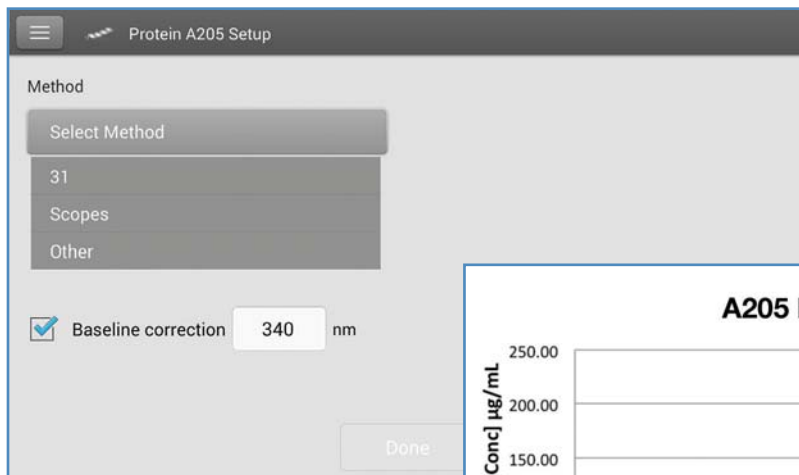 Protein A205 Setup
Method
Select Method
31
Scopes
Other
Baseline correction 340 nm
Done
A205
250.00
200.00
150.00
Conc] µg/mL